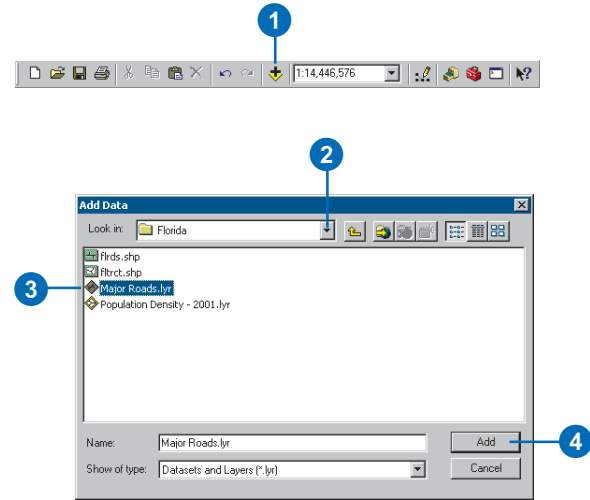 1
1:14,446,576
2
Add Data
Look in: Florida
flrds.shp
fltrct.shp
3
Major Roads.lyr
Population Density - 2001.lyr
Name: Major Roads.lyr Add
4
Show of type: Datasets and Layers (*.lyr) Cancel